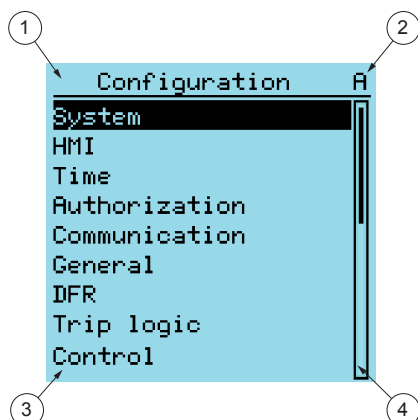 1
2
Configuration A
System
HMI
Time
Authorization
Communication
General
DFR
Trip logic
Control
3
4